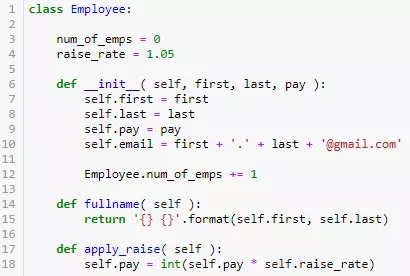 1 class Employee:
2
3     num_of_emps = 0
4     raise_rate = 1.05
5
6     def __init__( self, first, last, pay ):
7         self.first = first
8         self.last = last
9         self.pay = pay
10         self.email = first + '.' + last + '@gmail.com'
11
12         Employee.num_of_emps += 1
13
14     def fullname( self ):
15         return '{} {}'.format(self.first, self.last)
16
17     def apply_raise( self ):
18         self.pay = int(self.pay * self.raise_rate)